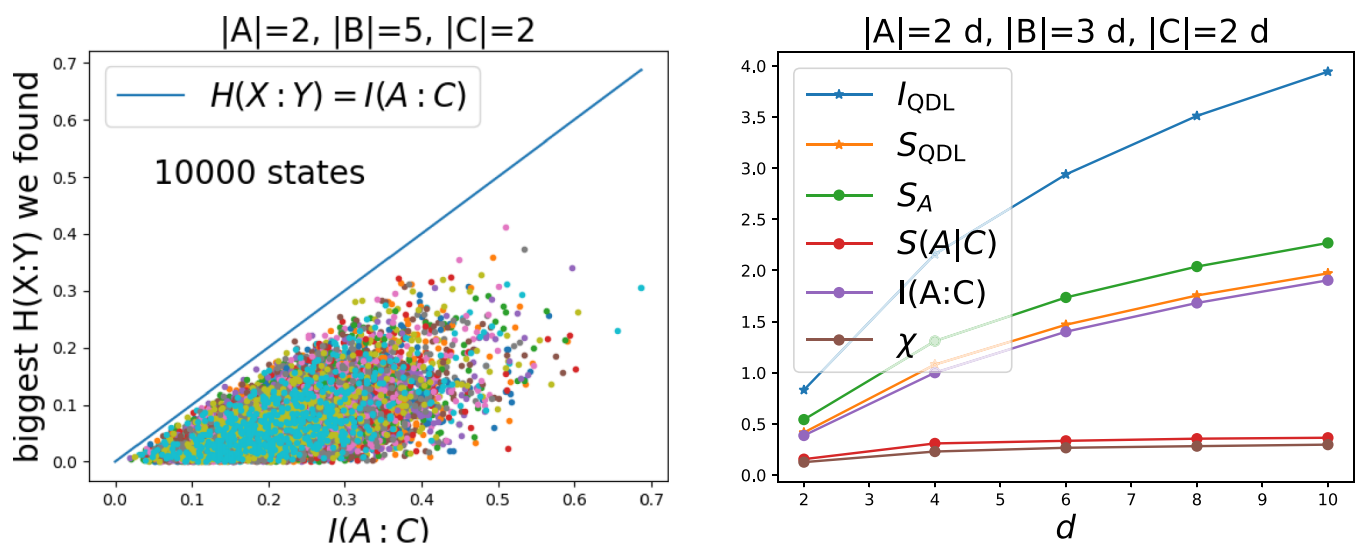 |A|=2, |B|=5, |C|=2
biggest H(X:Y) we found
0.7
0.6
0.5
0.4
0.3
0.2
0.1
0.0
H(X : Y) = I(A : C)
10000 states
0.0 0.1 0.2 0.3 0.4 0.5 0.6 0.7
I(A : C)
|A|=2 d, |B|=3 d, |C|=2 d
4.0
3.5
3.0
2.5
2.0
1.5
1.0
0.5
0.0
I_QDL
S_QDL
S_A
S(A|C)
I(A:C)
χ
2 3 4 5 6 7 8 9 10
d